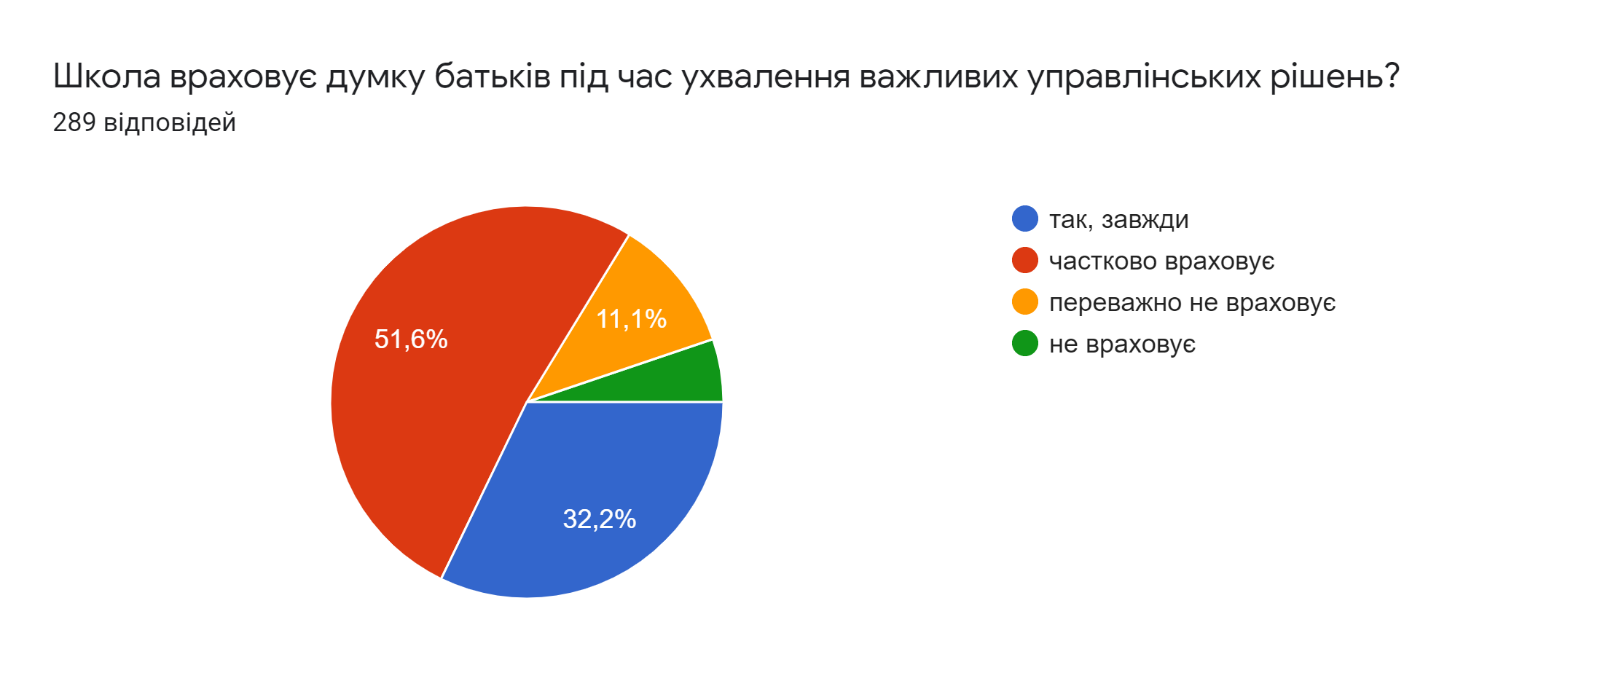 Школа враховує думку батьків під час ухвалення важливих управлінських рішень?
289 відповідей
так, завжди
частково враховує
переважно не враховує
не враховує
51,6%
11,1%
32,2%